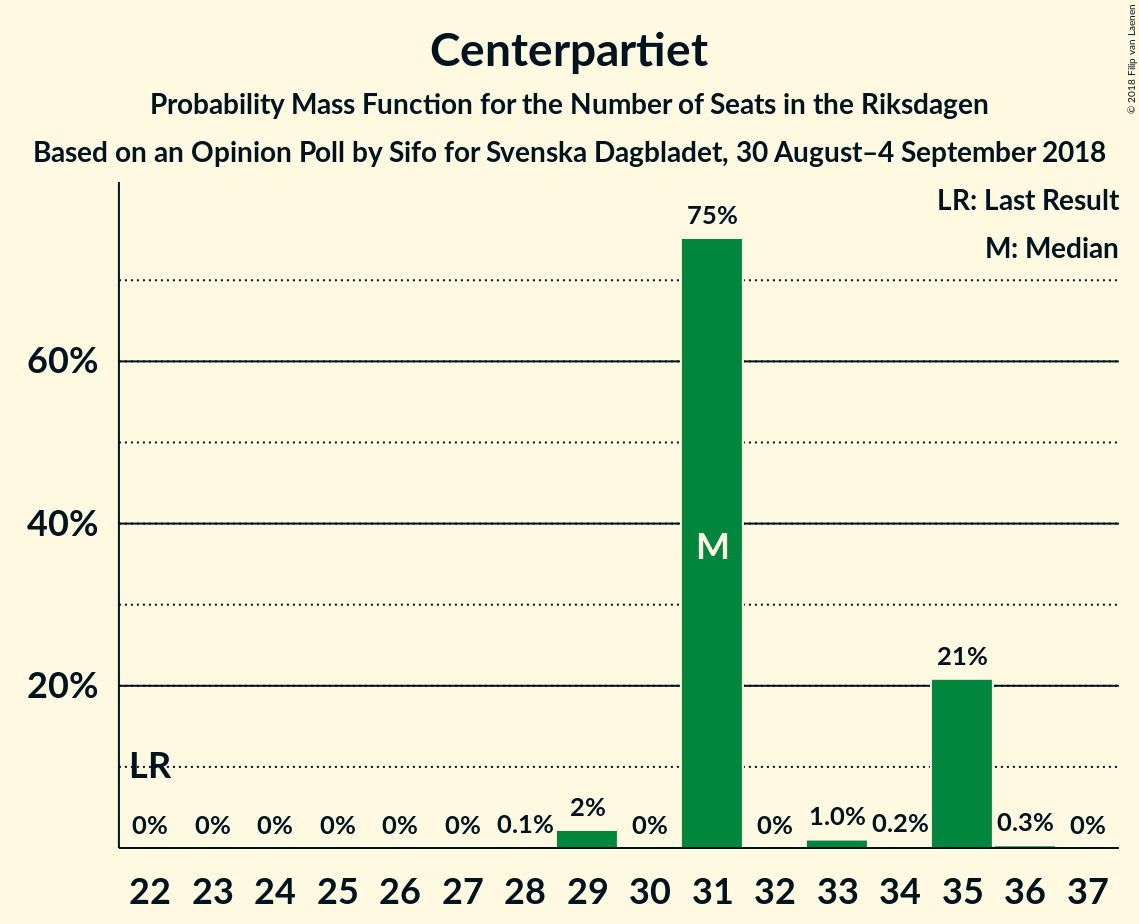 Centerpartiet
Probability Mass Function for the Number of Seats in the Riksdagen
Based on an Opinion Poll by Sifo for Svenska Dagbladet, 30 August–4 September 2018
© 2018 Filip van Laenen
LR: Last Result
M: Median
60%
40%
20%
LR
M
0% 0% 0% 0% 0% 0% 0.1% 2% 0% 75% 0% 1.0% 0.2% 21% 0.3% 0%
22 23 24 25 26 27 28 29 30 31 32 33 34 35 36 37